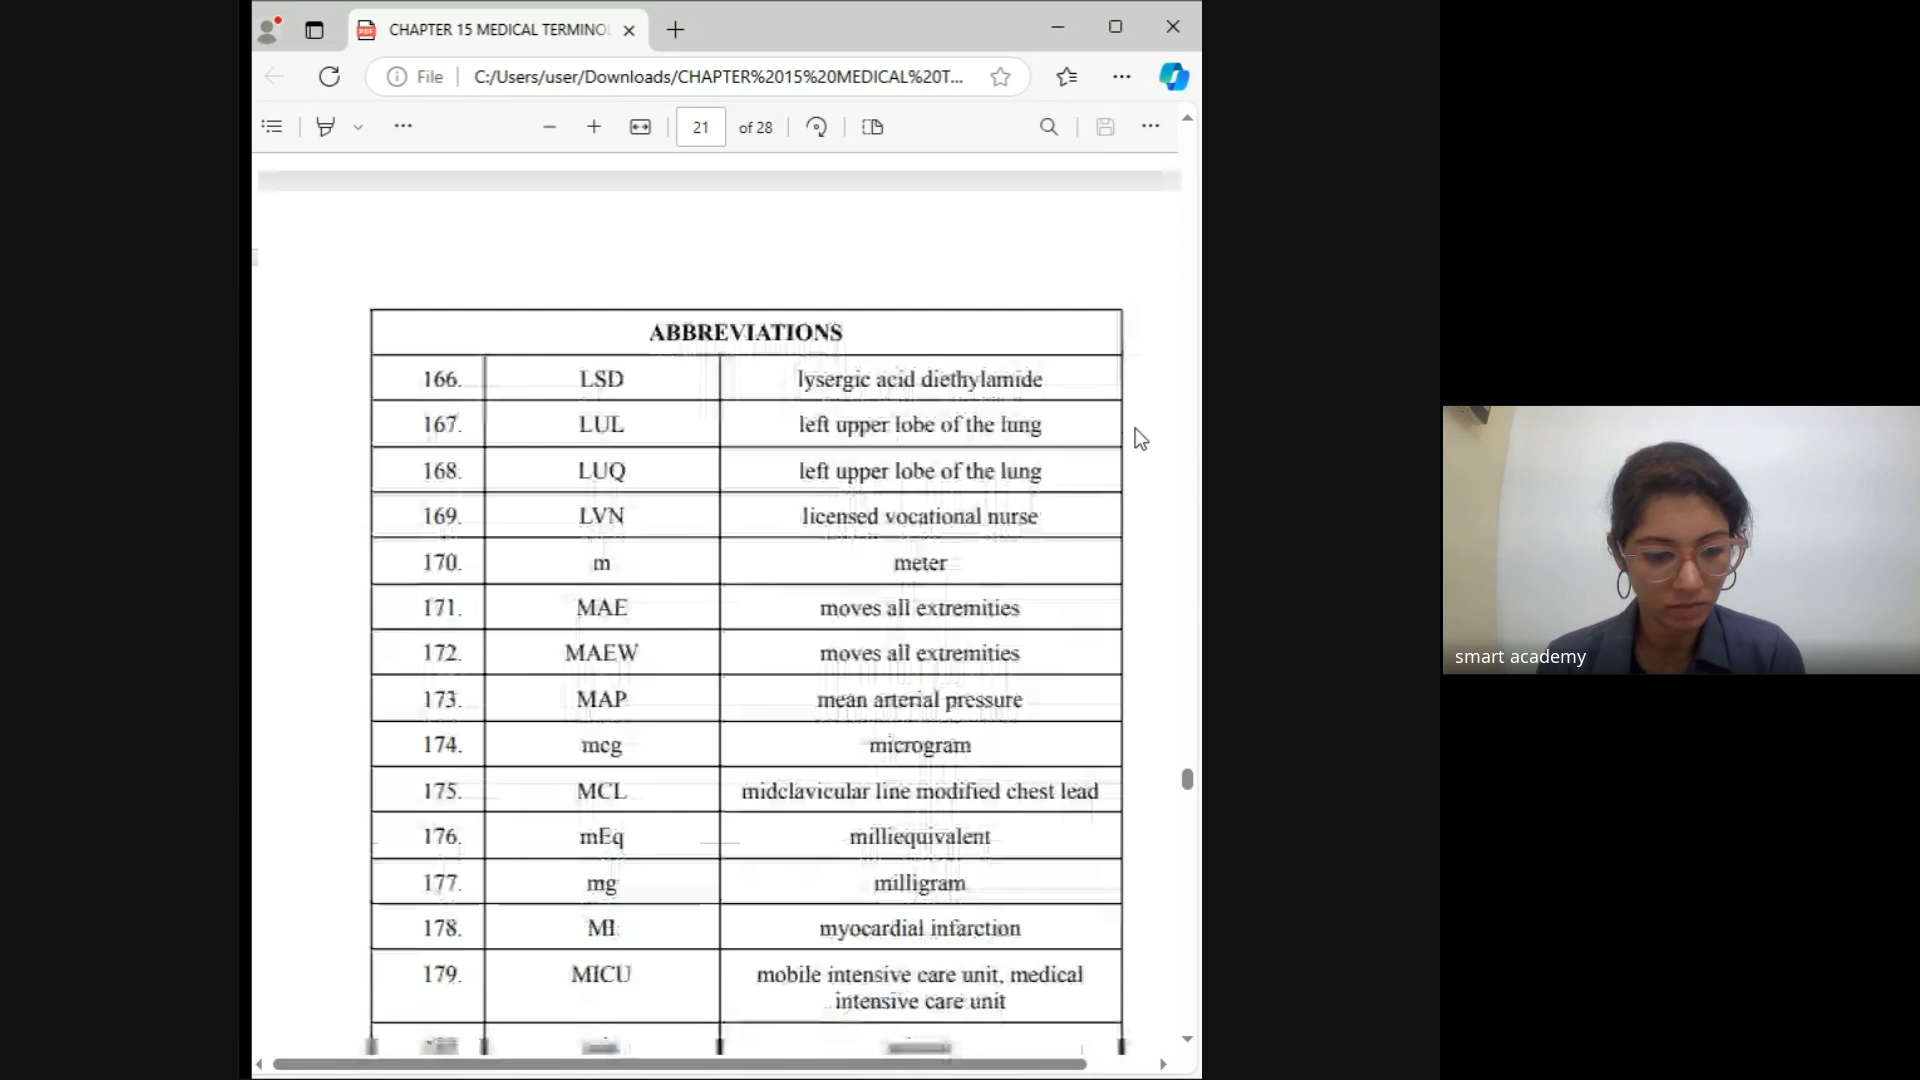 CHAPTER 15 MEDICAL TERMINOL
File C:/Users/user/Downloads/CHAPTER%2015%20MEDICAL%20T...
21 of 28
ABBREVIATIONS
166. LSD lysergic acid diethylamide
167. LUL left upper lobe of the lung
168. LUQ left upper lobe of the lung
169. LVN licensed vocational nurse
170. m meter
171. MAE moves all extremities
172. MAEW moves all extremities
173. MAP mean arterial pressure
174. mcg microgram
175. MCL midclavicular line modified chest lead
176. mEq milliequivalent
177. mg milligram
178. MI myocardial infarction
179. MICU mobile intensive care unit, medical
intensive care unit
smart academy